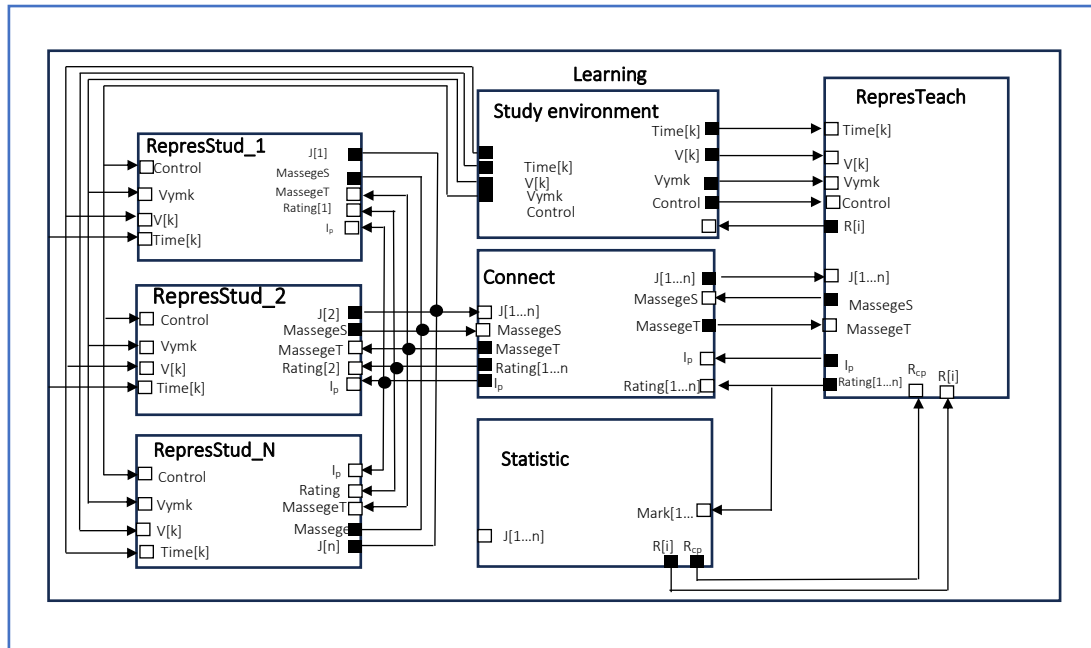 Learning
RepresStud_1
Control
Vymk
V[k]
Time[k]
J[1]
MassegeS
MassegeT
Rating[1]
Iₚ
RepresStud_2
Control
Vymk
V[k]
Time[k]
J[2]
MassegeS
MassegeT
Rating[2]
Iₚ
RepresStud_N
Control
Vymk
V[k]
Time[k]
Iₚ
Rating
MassegeT
Massege
J[n]
Study environment
Time[k]
V[k]
Vymk
Control
Time[k]
V[k]
Vymk
Control
Connect
J[1...n]
MassegeS
MassegeT
Rating[1...n
Iₚ
J[1...n]
MassegeS
MassegeT
Iₚ
Rating[1...n]
Statistic
J[1...n]
Mark[1...
R[i]
Rcp
RepresTeach
Time[k]
V[k]
Vymk
Control
R[i]
J[1...n]
MassegeS
MassegeT
Iₚ
Rating[1...n]
Rcp
R[i]